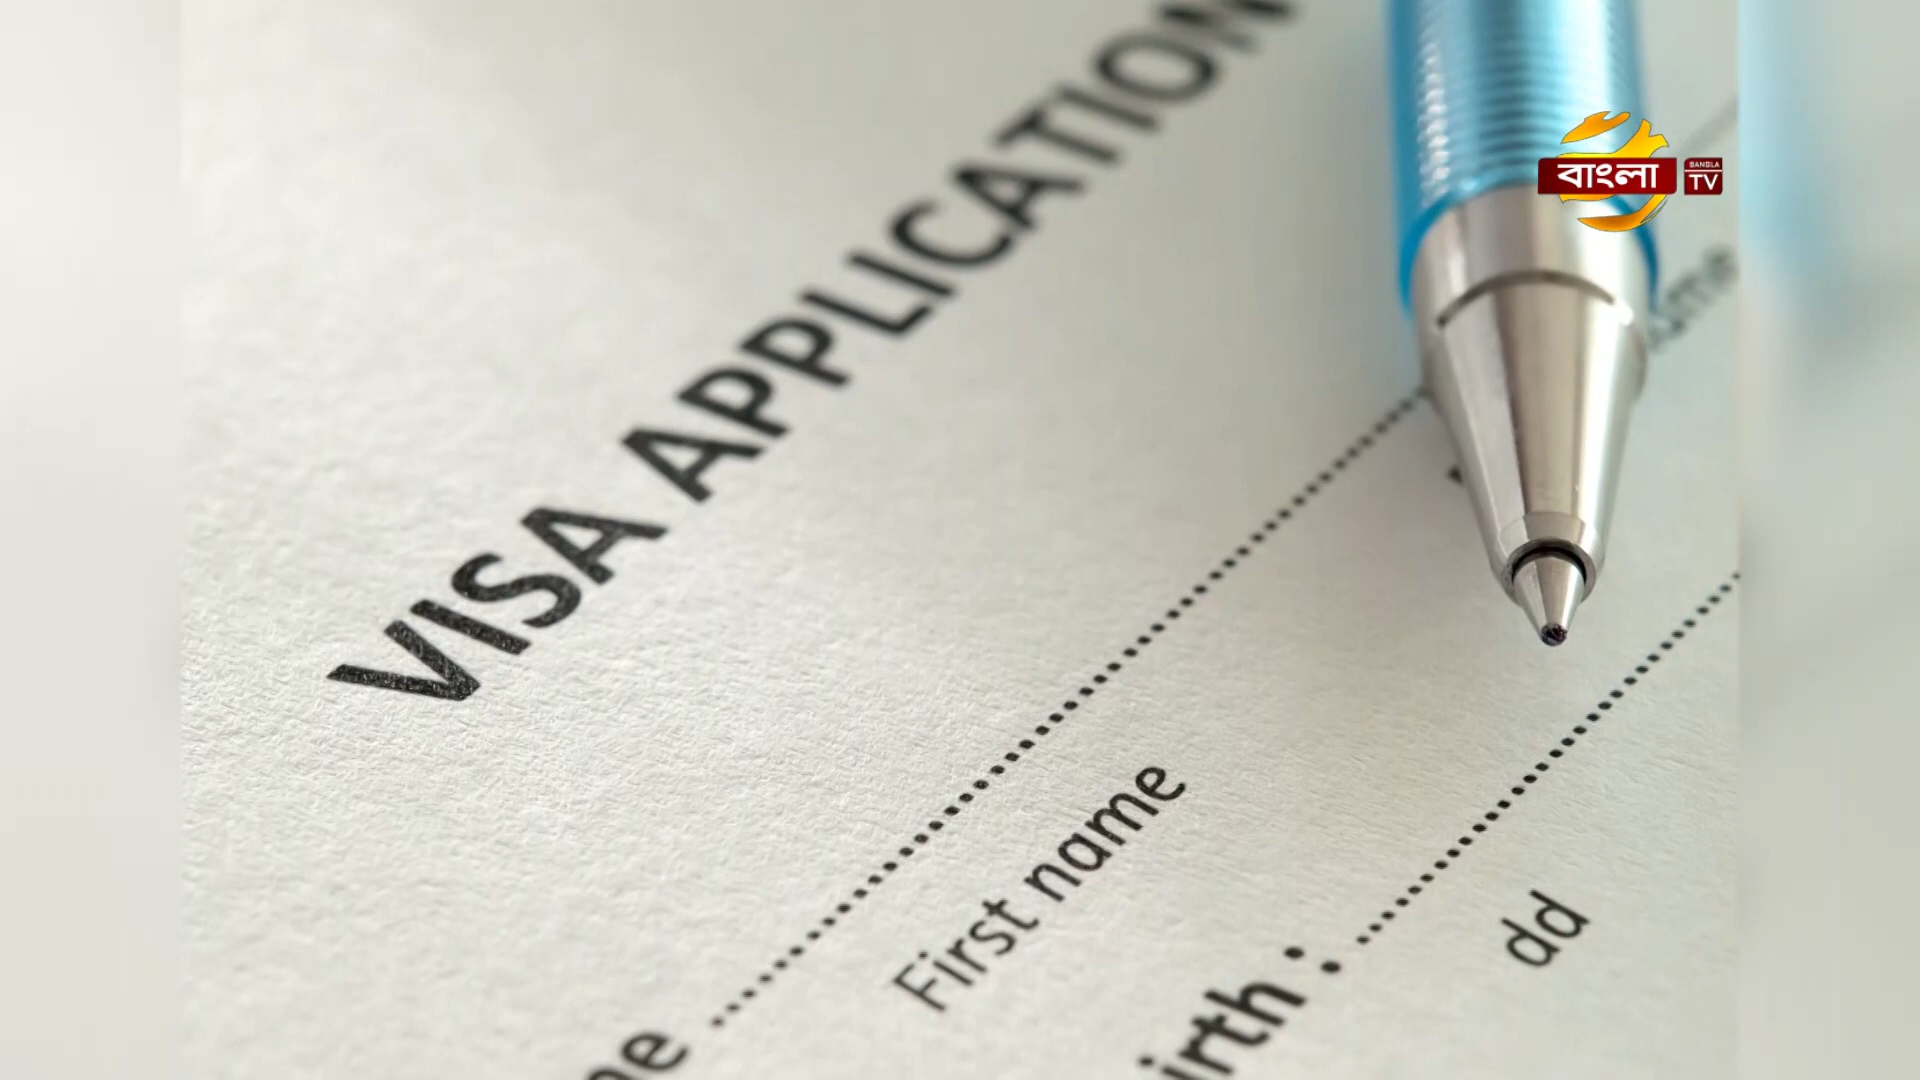 VISA APPLICATION
বাংলা
BANGLA
TV
First name
irth :
dd